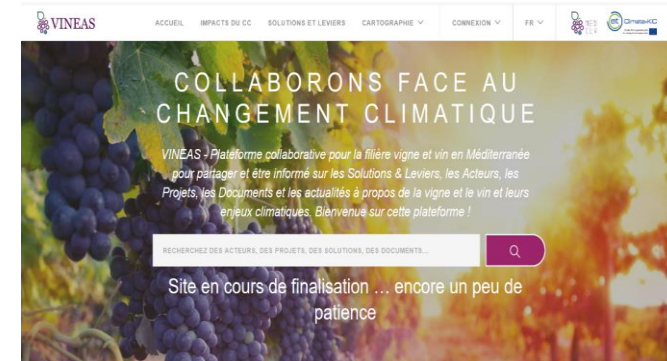 VINEAS
ACCUEIL IMPACTS DU CC SOLUTIONS ET LEVIERS CARTOGRAPHIE CONNEXION FR
Climate-KIC
COLLABORONS FACE AU
CHANGEMENT CLIMATIQUE
VINEAS - Plateforme collaborative pour la filière vigne et vin en Méditerranée
pour partager et être informé sur les Solutions & Leviers, les Acteurs, les
Projets, les Documents et les actualités à propos de la vigne et le vin et leurs
enjeux climatiques. Bienvenue sur cette plateforme !
RECHERCHEZ DES ACTEURS, DES PROJETS, DES SOLUTIONS, DES DOCUMENTS...
Site en cours de finalisation ... encore un peu de
patience